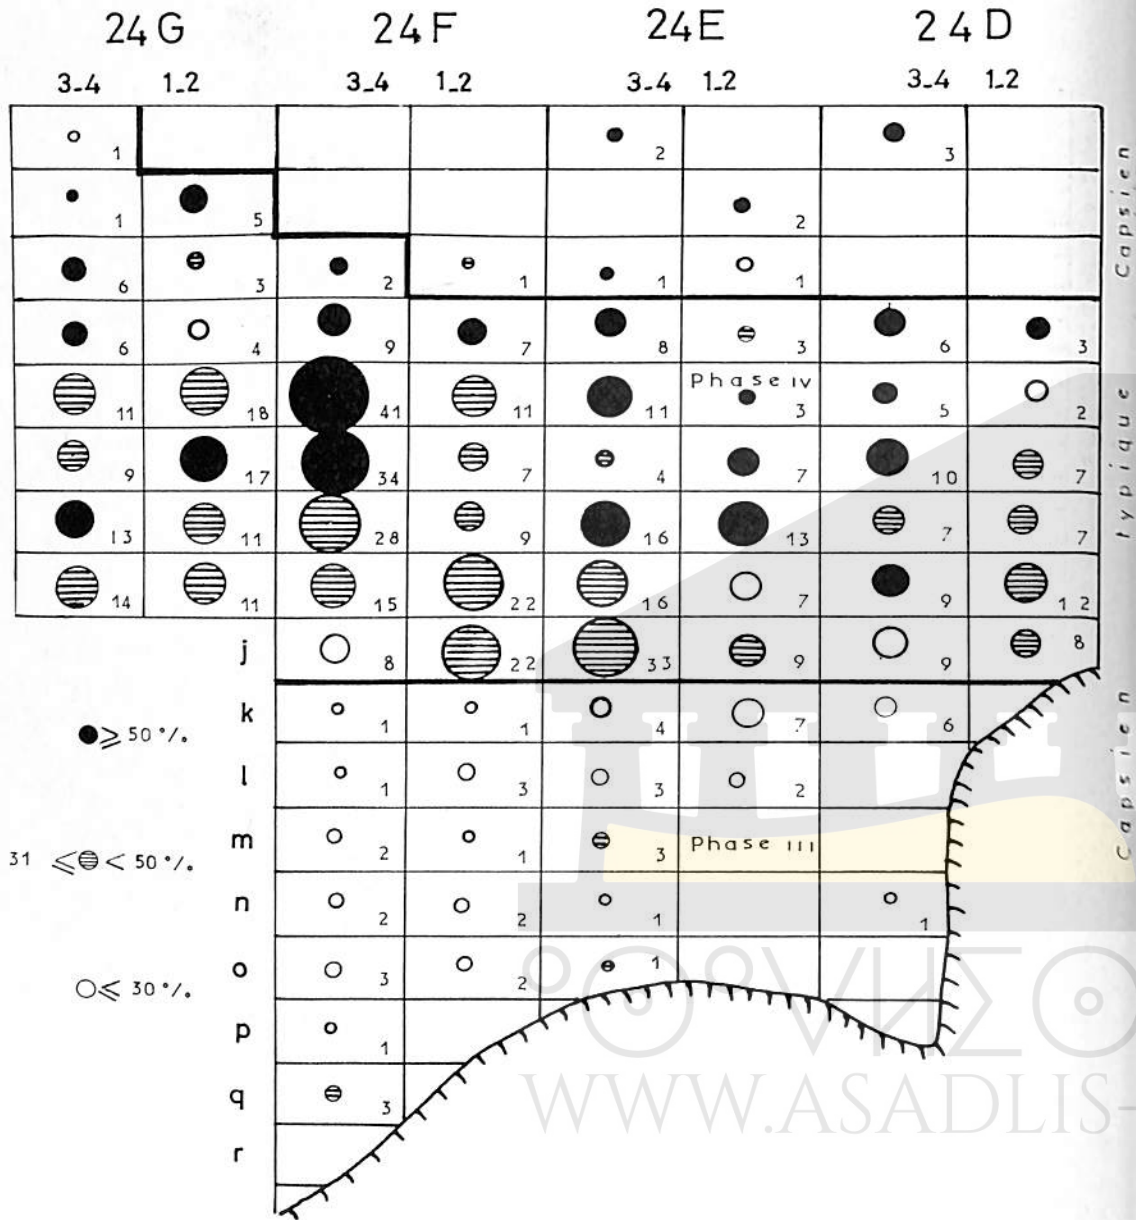 24G 24F 24E 24D
3-4 1-2 3-4 1-2 3-4 1-2 3-4 1-2
1 2 3
1 5 2
6 3 2 1 1 1
6 4 9 7 8 3 6 3
Phase IV
11 18 41 11 11 3 5 2
9 17 34 7 4 7 10 7
13 11 28 9 16 13 7 7
14 11 15 22 16 7 9 12
j 8 22 33 9 9 8
k 1 1 4 7 6
l 1 3 3 2
m 2 1 3 Phase III
n 2 2 1 1
o 3 2 1
p 1
q 3
r
⩾ 50 %.
31 ⩽ < 50 %.
⩽ 30 %.
Capsien
typique
Capsien
WWW.ASADLIS-